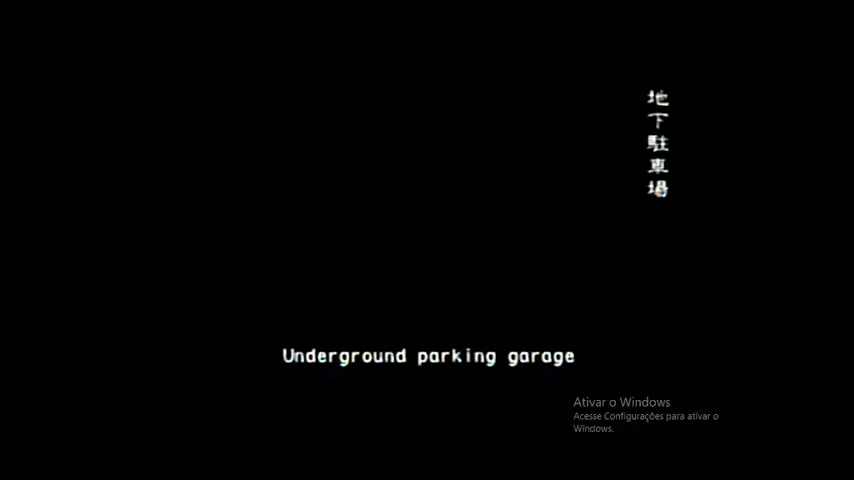 地下駐車場
Underground parking garage
Ativar o Windows
Acesse Configurações para ativar o
Windows.